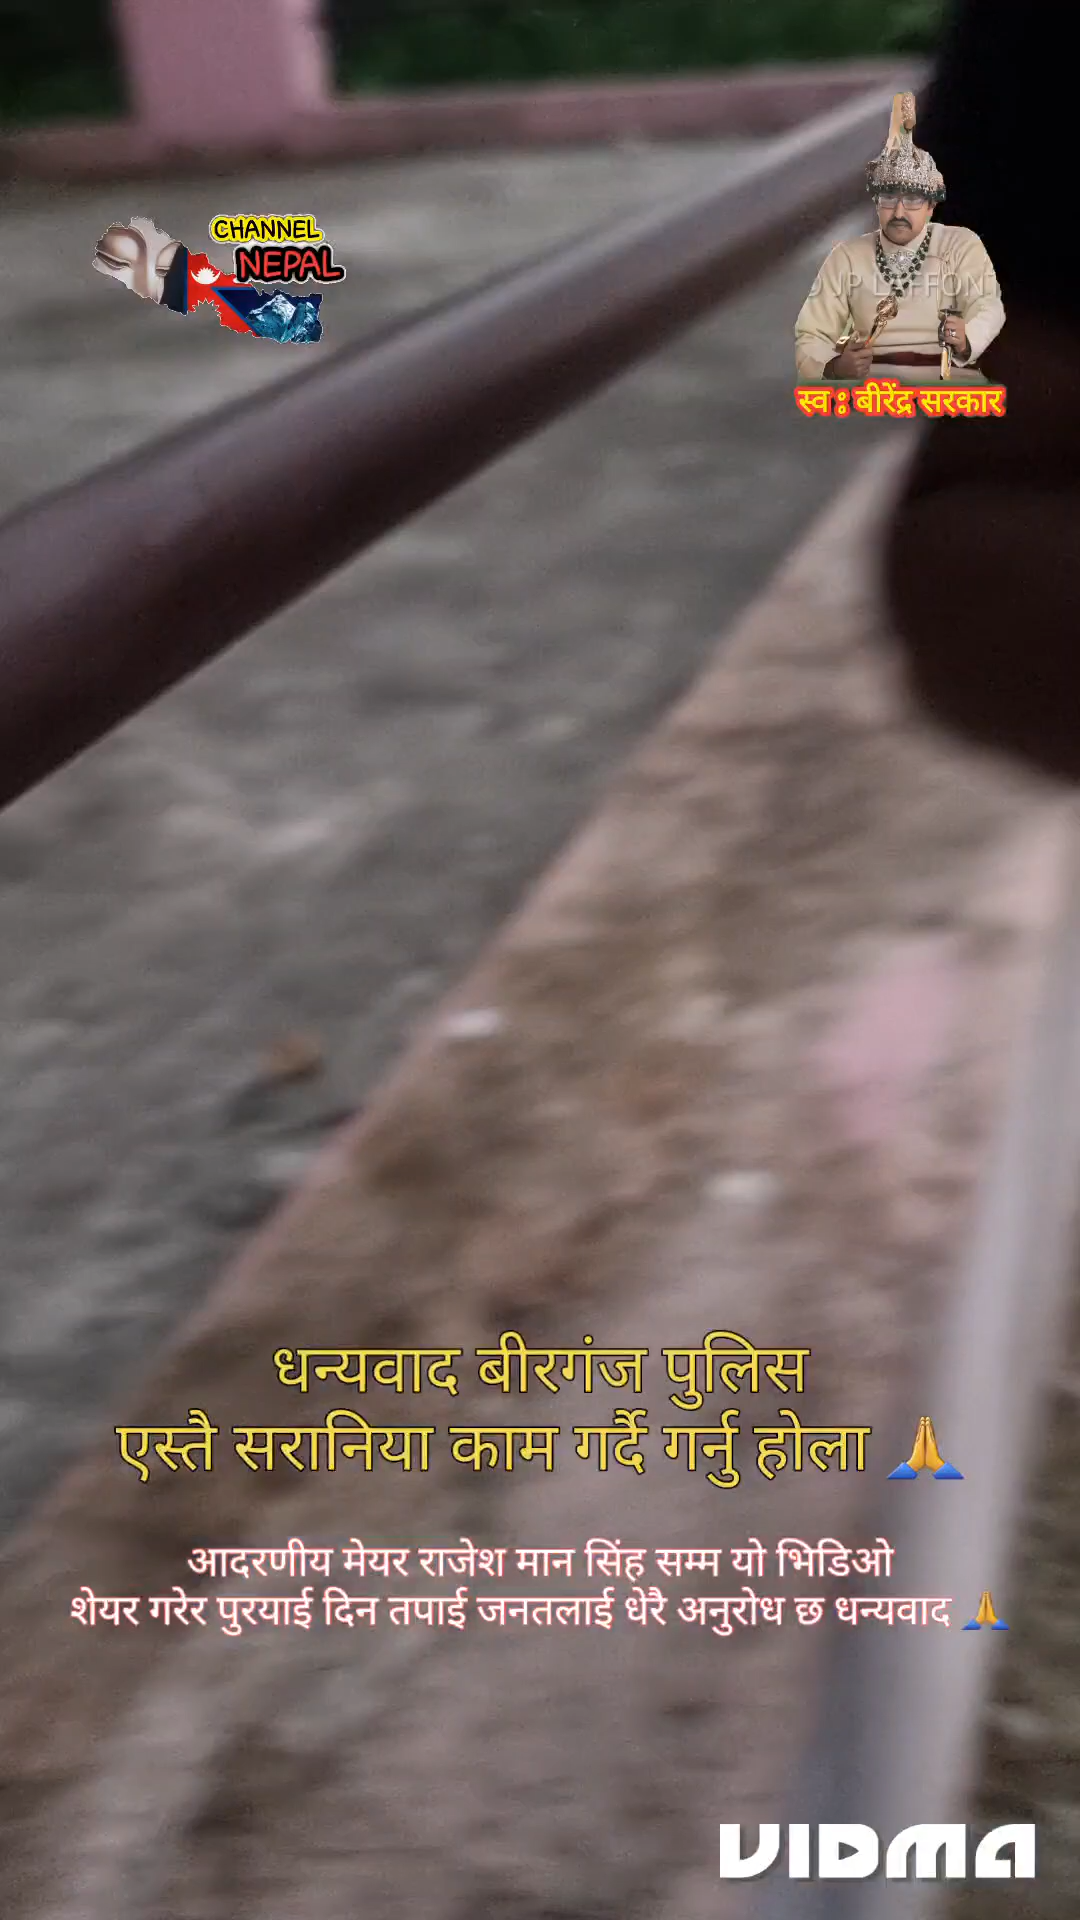 CHANNEL
NEPAL
स्व : बीरेंद्र सरकार
धन्यवाद बीरगंज पुलिस
एस्तै सरानिया काम गर्दै गर्नु होला 🙏
आदरणीय मेयर राजेश मान सिंह सम्म यो भिडिओ
शेयर गरेर पुरयाई दिन तपाई जनतलाई धेरै अनुरोध छ धन्यवाद 🙏
VIDMA